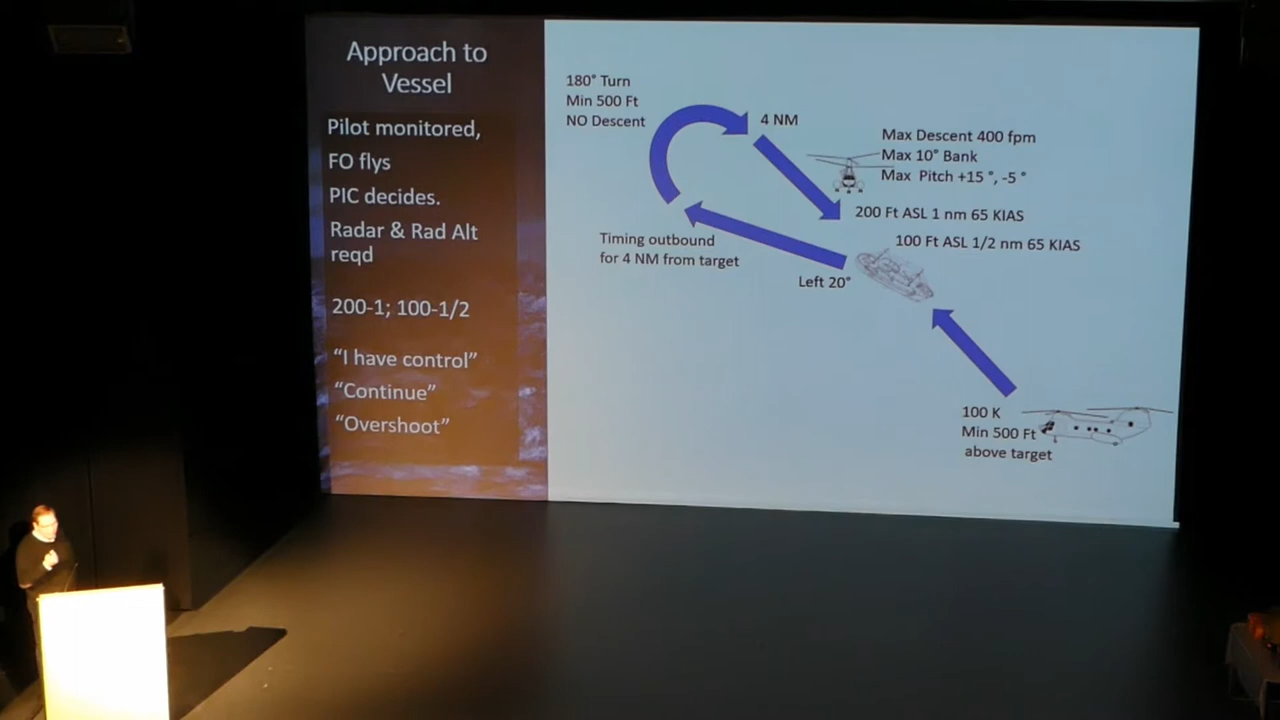 Approach to
Vessel
Pilot monitored,
FO flys
PIC decides.
Radar & Rad Alt
reqd
200-1; 100-1/2
“I have control”
“Continue”
“Overshoot”
180° Turn
Min 500 Ft
NO Descent
4 NM
Max Descent 400 fpm
Max 10° Bank
Max Pitch +15 °, -5 °
200 Ft ASL 1 nm 65 KIAS
100 Ft ASL 1/2 nm 65 KIAS
Timing outbound
for 4 NM from target
Left 20°
100 K
Min 500 Ft
above target